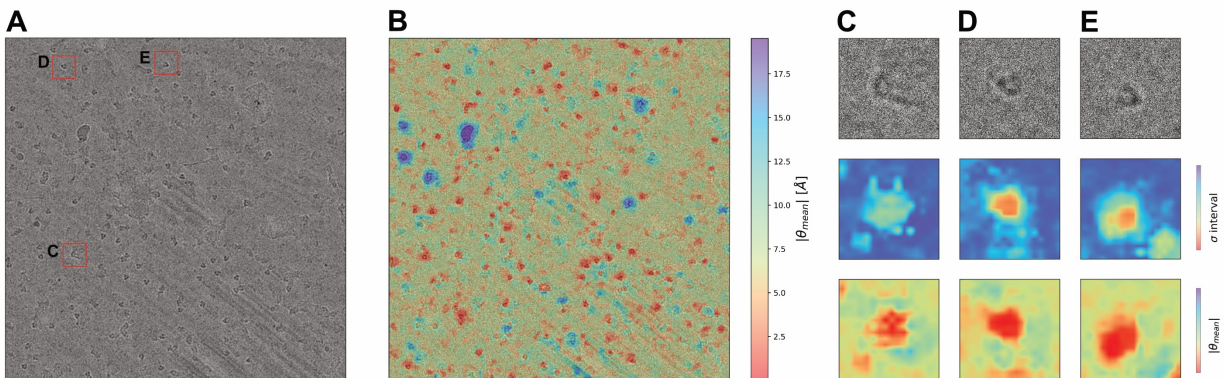 A
B
C
D
E
D
E
C
17.5
15.0
12.5
10.0
7.5
5.0
2.5
|θmean| [Å]
σ interval
|θmean|